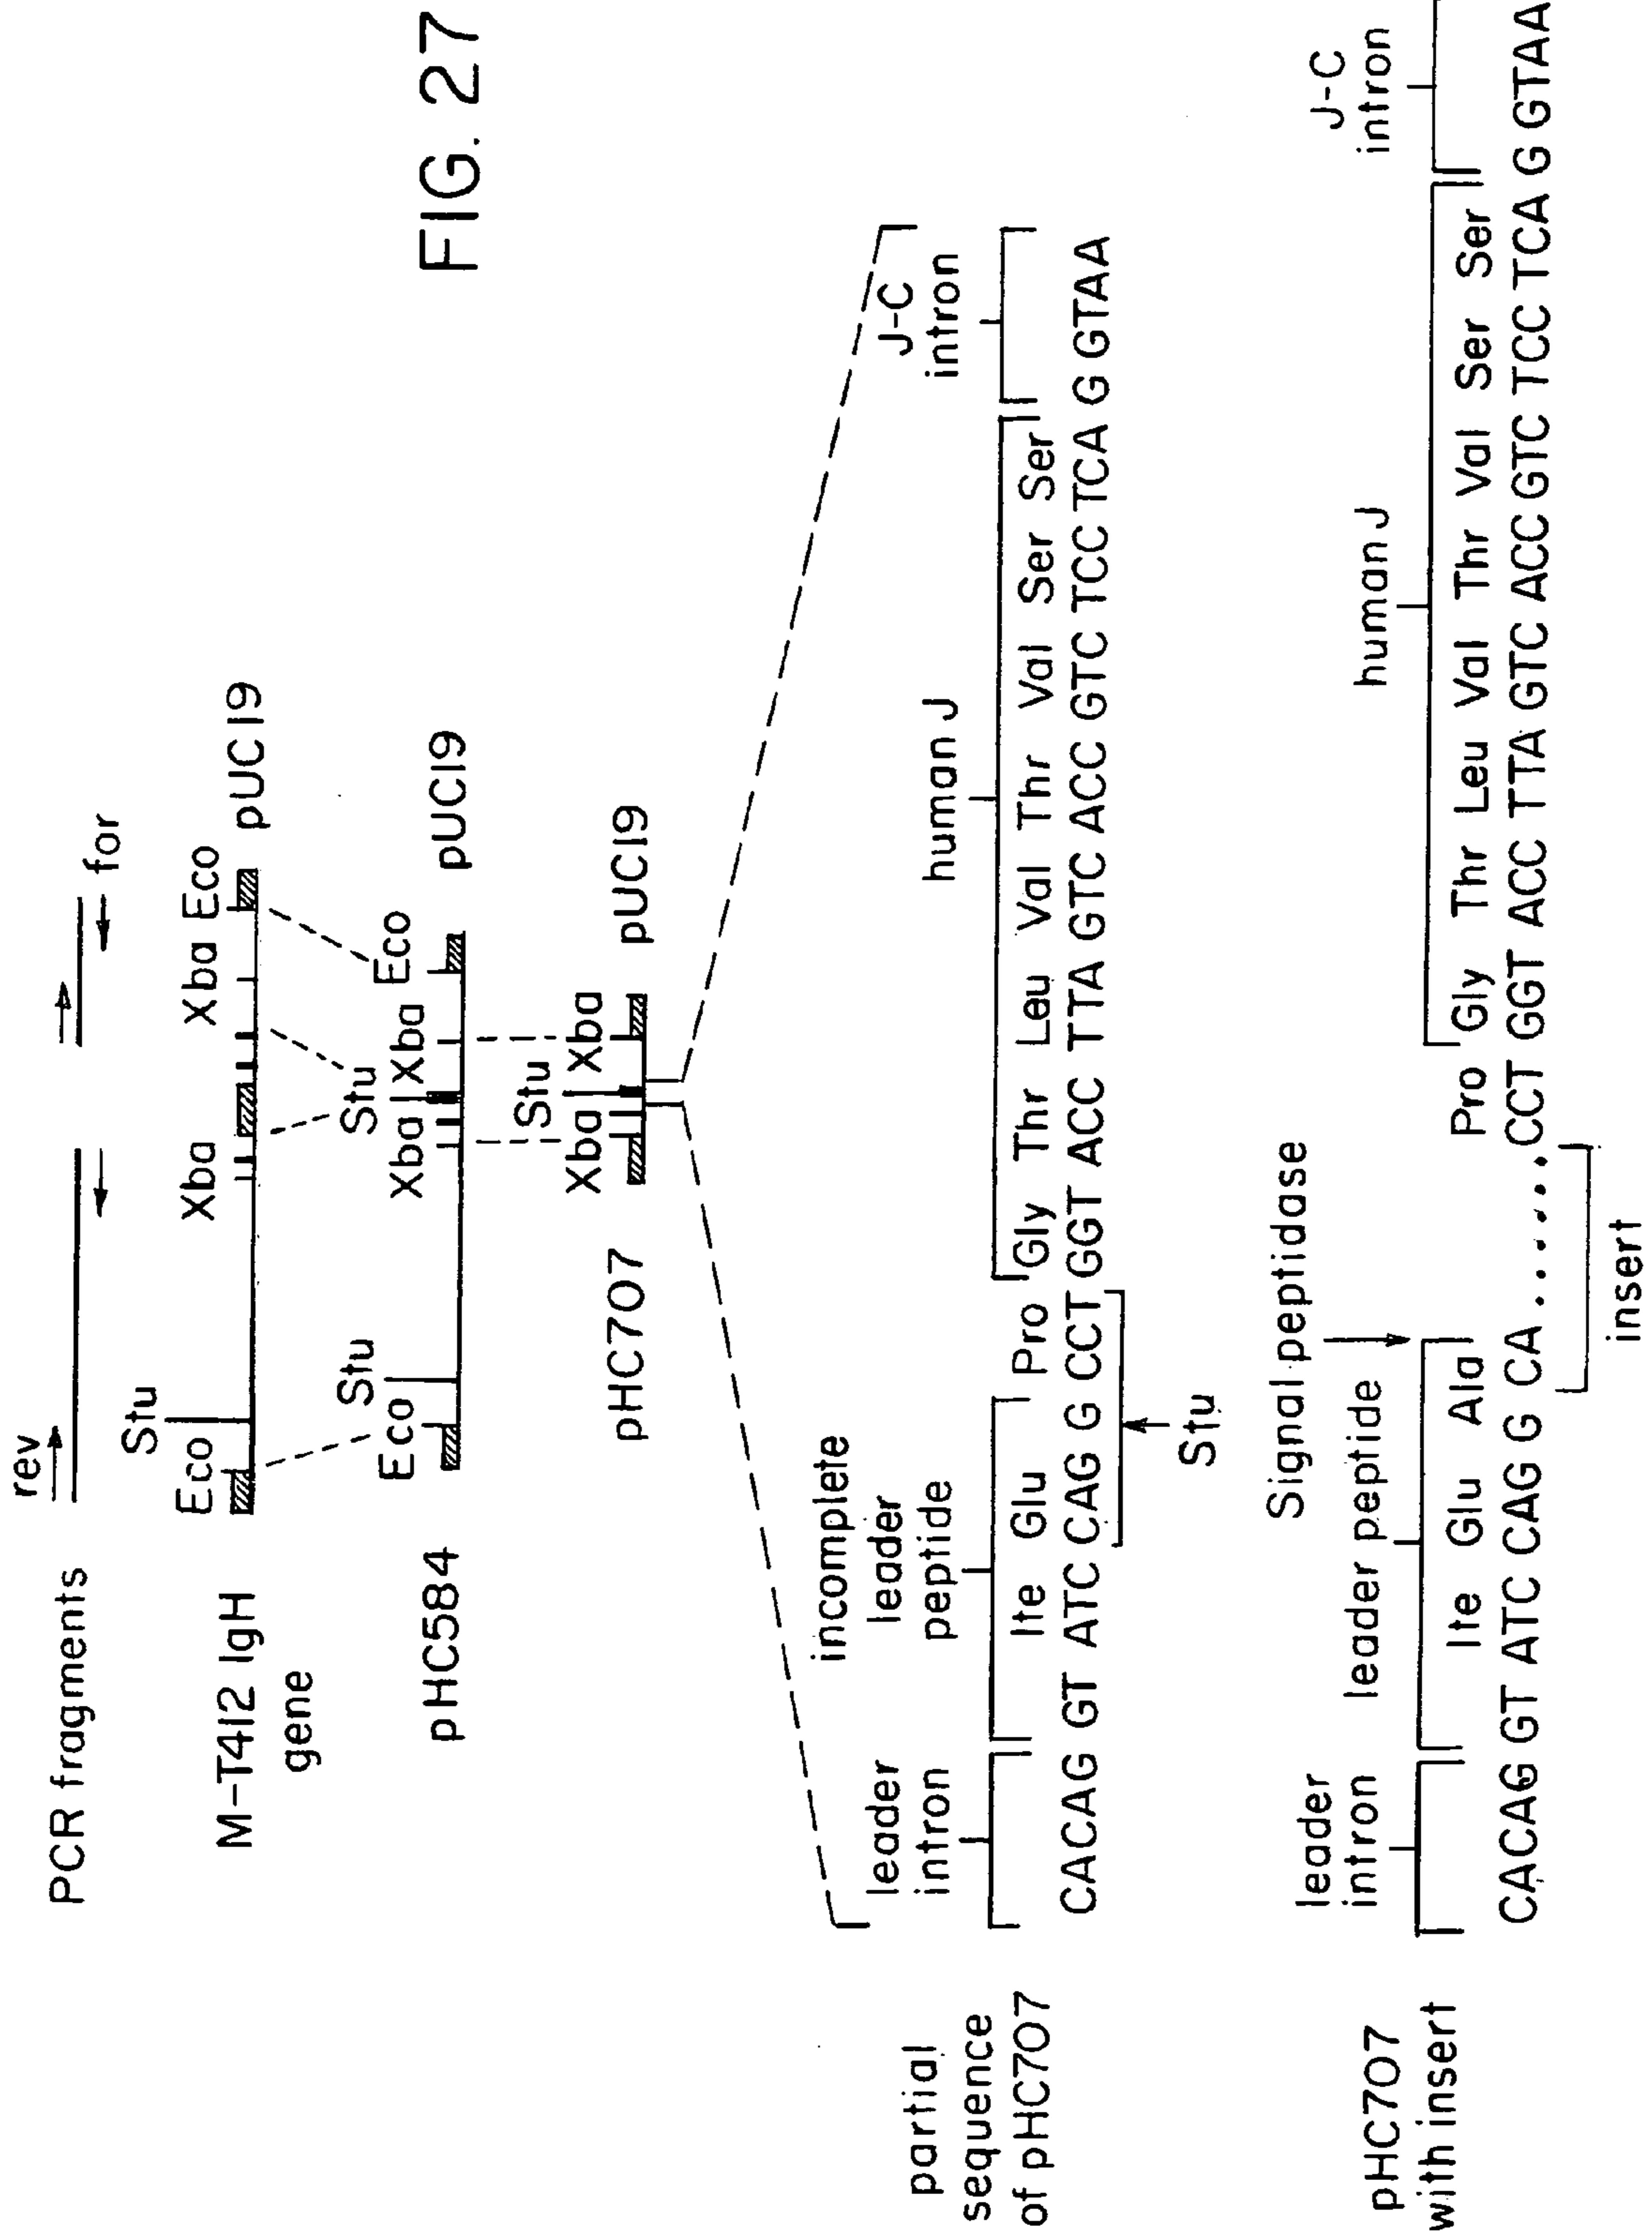 FIG. 27
PCR fragments
rev
for
M-T412 IgH
gene
Eco
Stu
Xba
Xba
Eco
pUC19
pHC584
Eco
Stu
Xba
Stu
Xba
Eco
pUC19
pHC707
Xba
Stu
Xba
pUC19
partial
sequence
of pHC707
leader
intron
incomplete
leader
peptide
human J
J-C
intron
Ite Glu Pro Gly Thr Leu Val Thr Val Ser Ser
CACAG GT ATC CAG G CCT GGT ACC TTA GTC ACC GTC TCC TCA G GTAA
Stu
pHC707
with insert
leader
intron
leader peptide
Signal peptidase
human J
J-C
intron
Ite Glu Ala Pro Gly Thr Leu Val Thr Val Ser Ser
CACAG GT ATC CAG G CA.......CCT GGT ACC TTA GTC ACC GTC TCC TCA G GTAA
insert